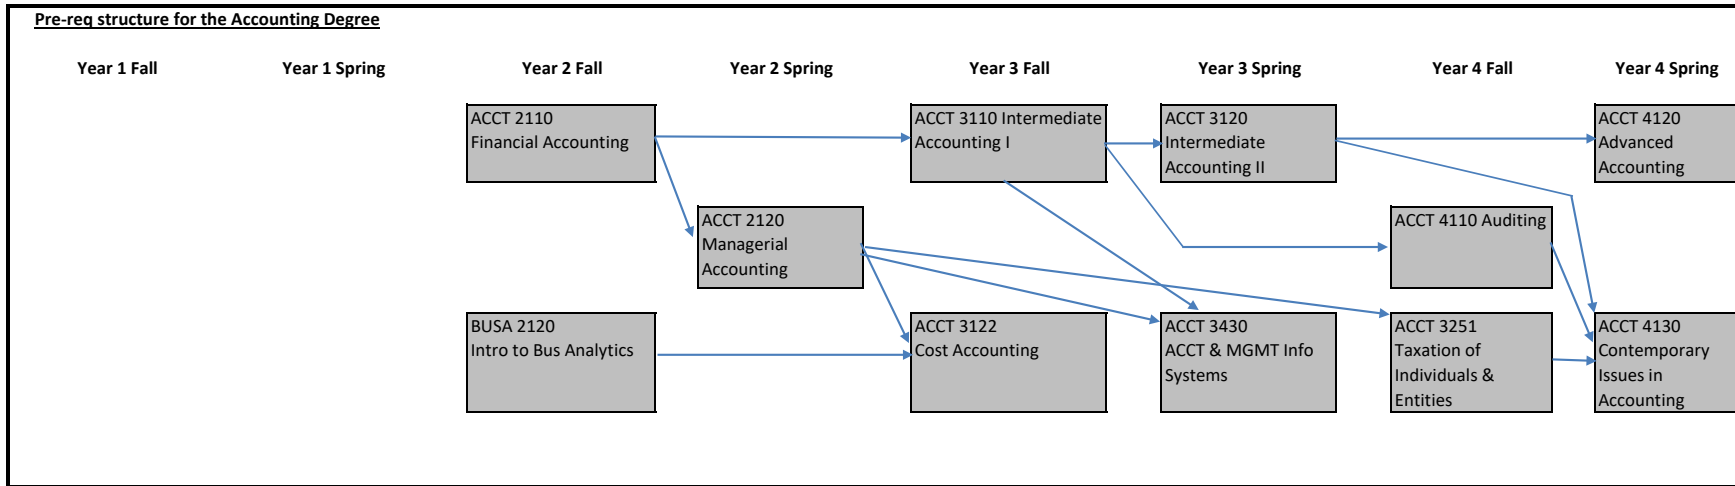 Pre-req structure for the Accounting Degree
Year 1 Fall
Year 1 Spring
Year 2 Fall
Year 2 Spring
Year 3 Fall
Year 3 Spring
Year 4 Fall
Year 4 Spring
ACCT 2110
Financial Accounting
ACCT 3110 Intermediate
Accounting I
ACCT 3120
Intermediate
Accounting II
ACCT 4120
Advanced
Accounting
ACCT 2120
Managerial
Accounting
ACCT 4110 Auditing
BUSA 2120
Intro to Bus Analytics
ACCT 3122
Cost Accounting
ACCT 3430
ACCT & MGMT Info
Systems
ACCT 3251
Taxation of
Individuals &
Entities
ACCT 4130
Contemporary
Issues in
Accounting